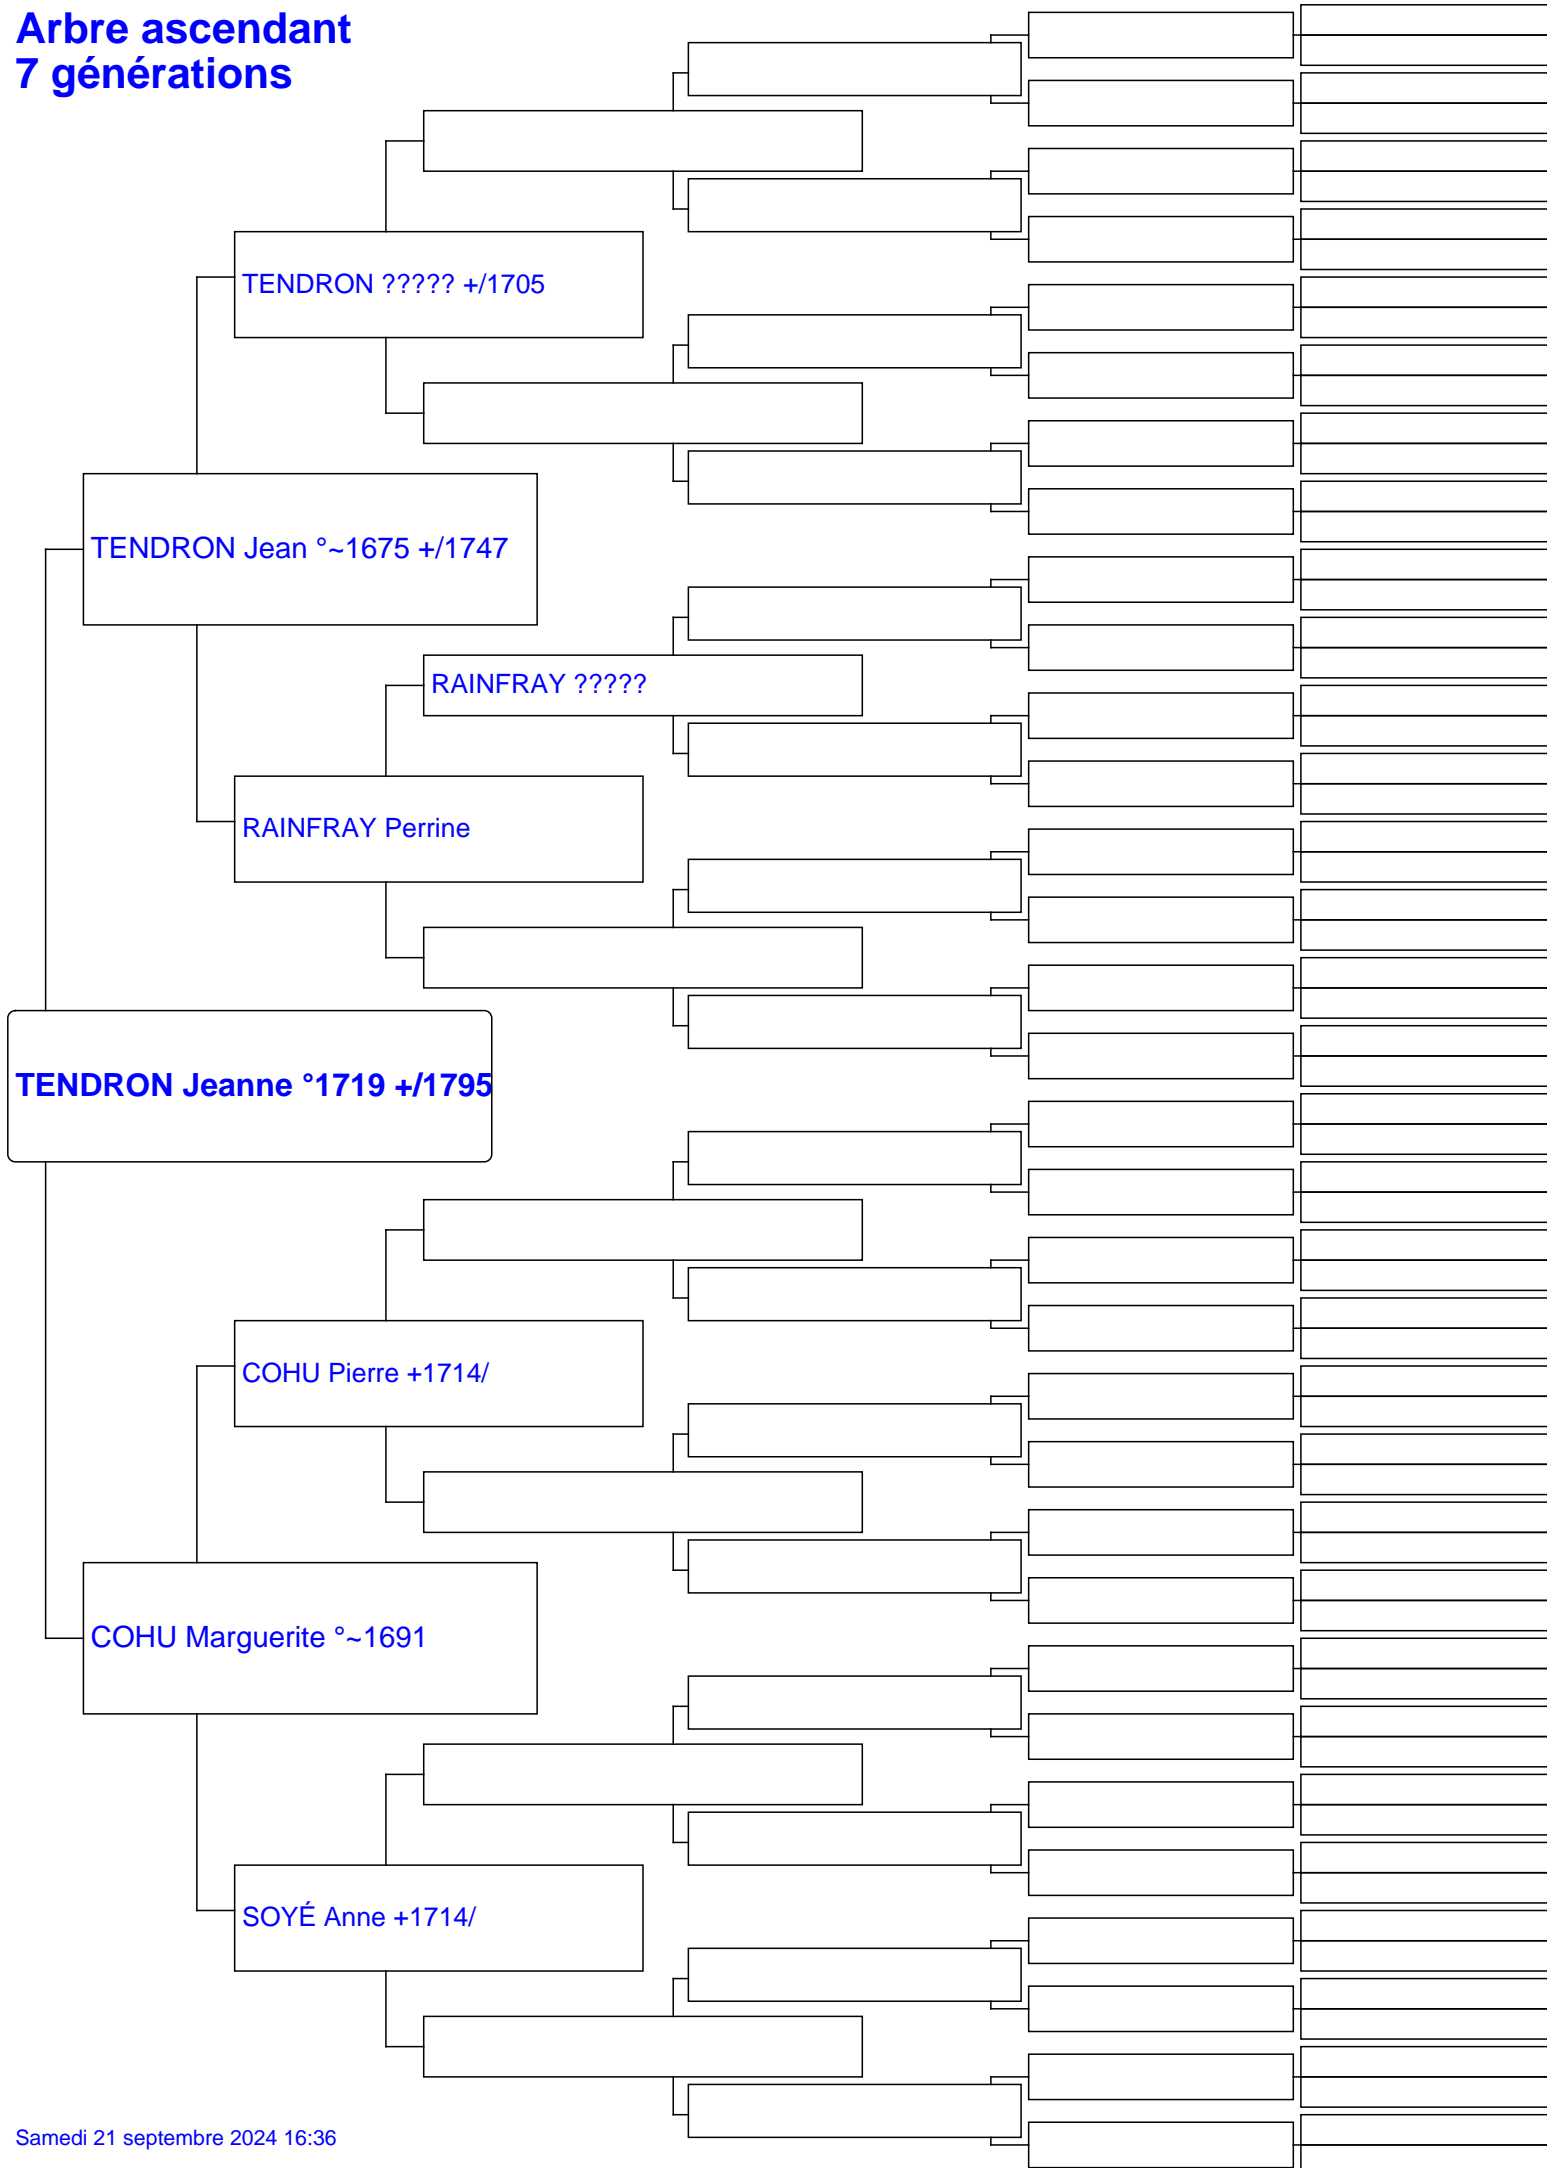 Arbre ascendant
7 générations
TENDRON ????? +/1705
TENDRON Jean °~1675 +/1747
RAINFRAY ?????
RAINFRAY Perrine
TENDRON Jeanne °1719 +/1795
COHU Pierre +1714/
COHU Marguerite °~1691
SOYÉ Anne +1714/
Samedi 21 septembre 2024 16:36